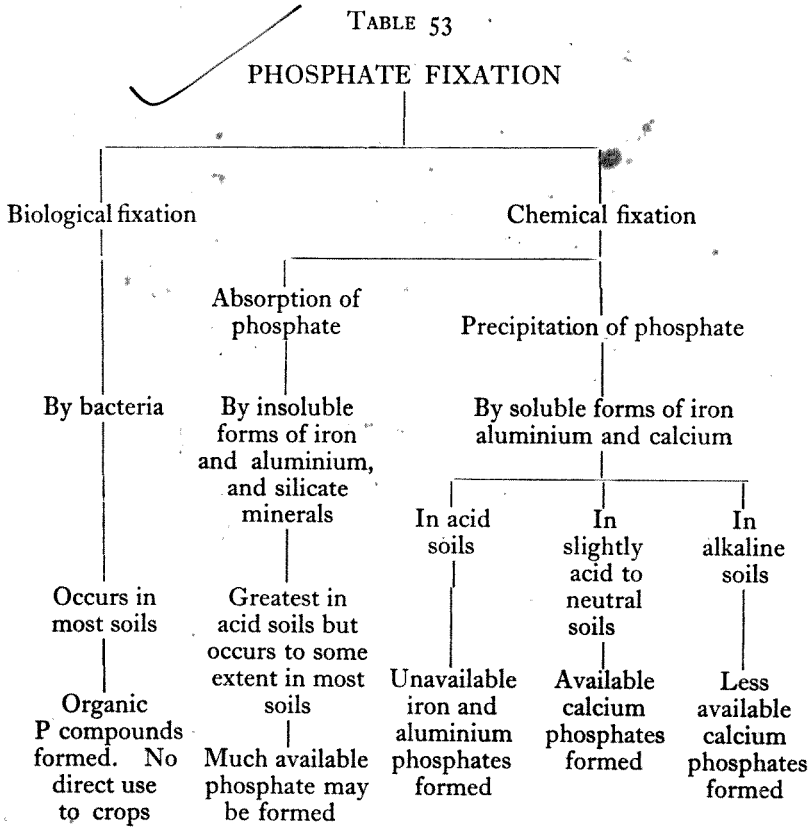 TABLE 53
PHOSPHATE FIXATION
Biological fixation
Chemical fixation
Absorption of
phosphate
Precipitation of phosphate
By bacteria
By insoluble
forms of iron
and aluminium,
and silicate
minerals
By soluble forms of iron
aluminium and calcium
In acid
soils
In
slightly
acid to
neutral
soils
In
alkaline
soils
Occurs in
most soils
Greatest in
acid soils but
occurs to some
extent in most
soils
Organic
P compounds
formed. No
direct use
to crops
Much available
phosphate may
be formed
Unavailable
iron and
aluminium
phosphates
formed
Available
calcium
phosphates
formed
Less
available
calcium
phosphates
formed